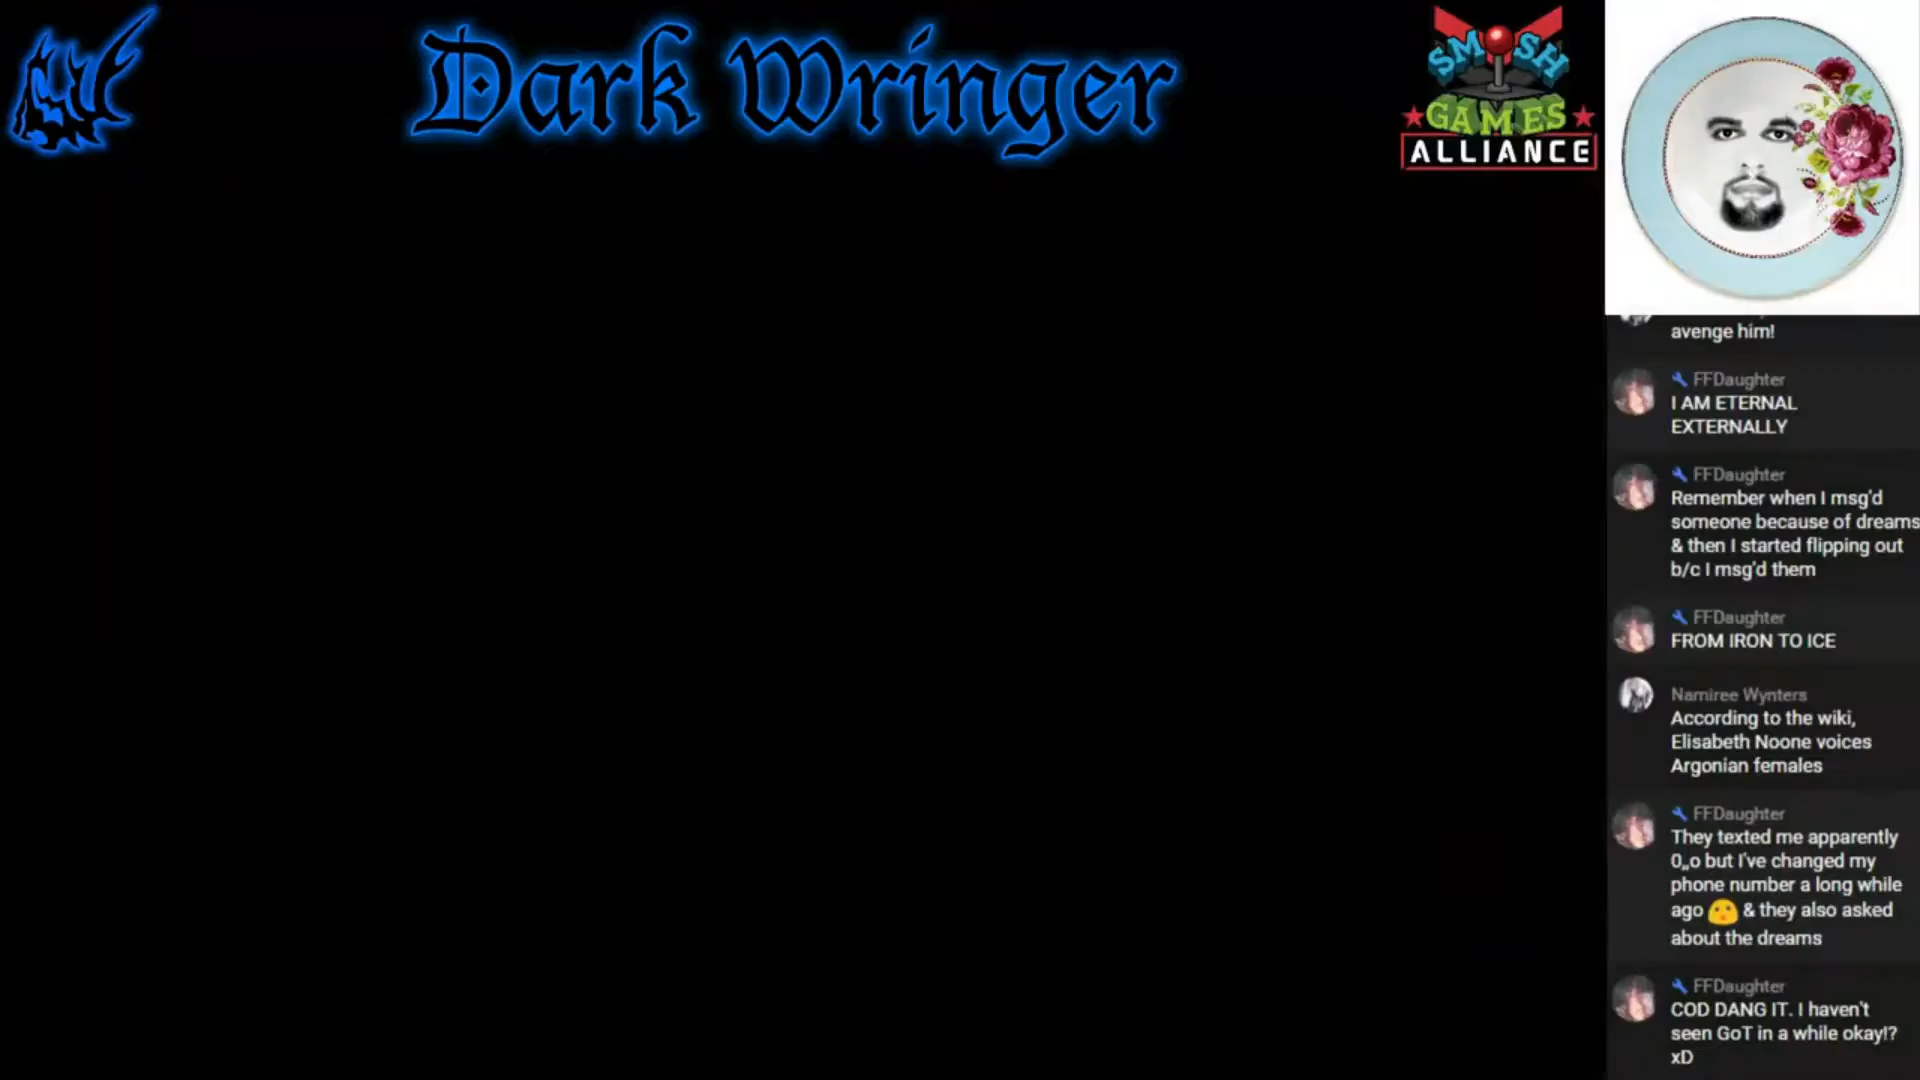 Dark Wringer
SMOSH
GAMES
ALLIANCE
avenge him!
FFDaughter
I AM ETERNAL
EXTERNALLY
FFDaughter
Remember when I msg'd
someone because of dreams
& then I started flipping out
b/c I msg'd them
FFDaughter
FROM IRON TO ICE
Namiree Wynters
According to the wiki,
Elisabeth Noone voices
Argonian females
FFDaughter
They texted me apparently
0,,o but I've changed my
phone number a long while
ago & they also asked
about the dreams
FFDaughter
COD DANG IT. I haven't
seen GoT in a while okay!?
xD